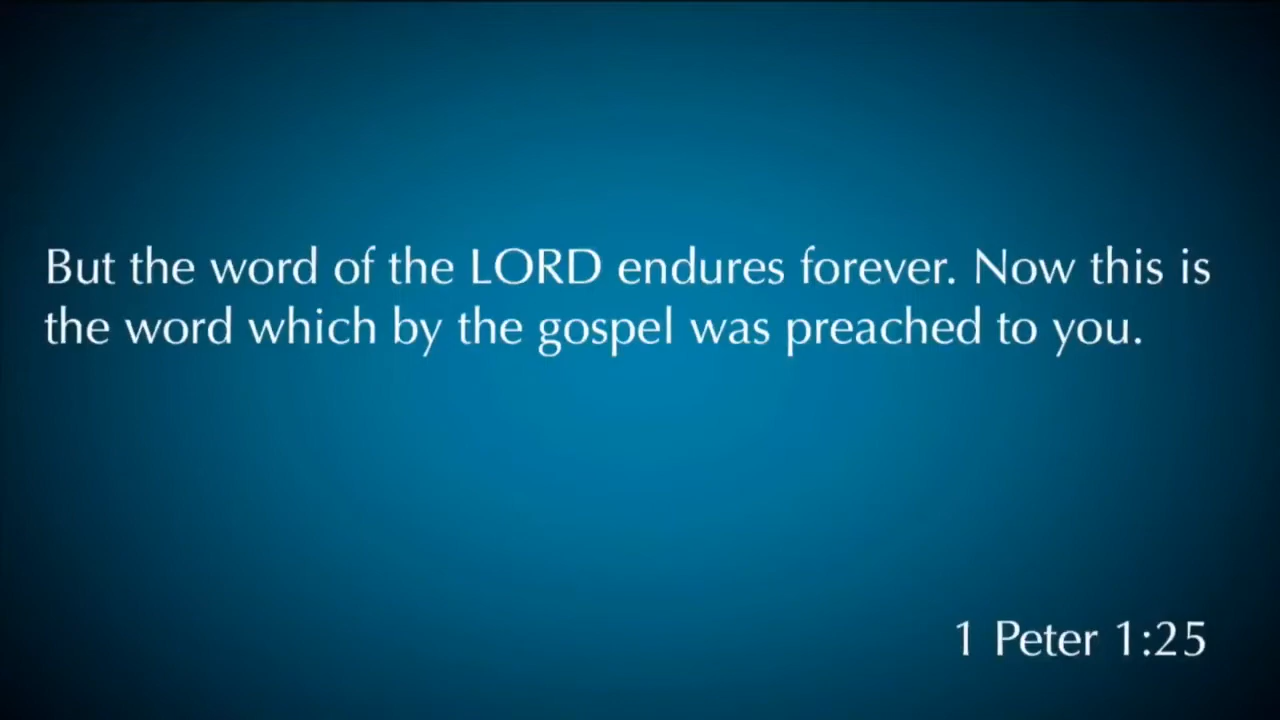 But the word of the LORD endures forever. Now this is
the word which by the gospel was preached to you.
1 Peter 1:25